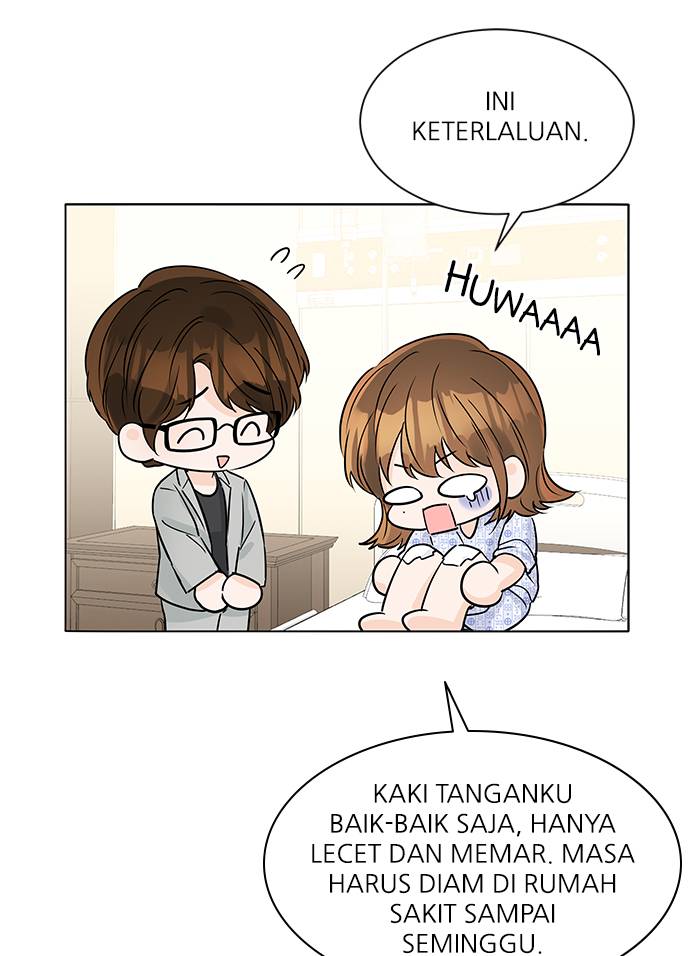 INI
KETERLALUAN.
HUWAAAA
KAKI TANGANKU
BAIK-BAIK SAJA, HANYA
LECET DAN MEMAR. MASA
HARUS DIAM DI RUMAH
SAKIT SAMPAI
SEMINGGU.